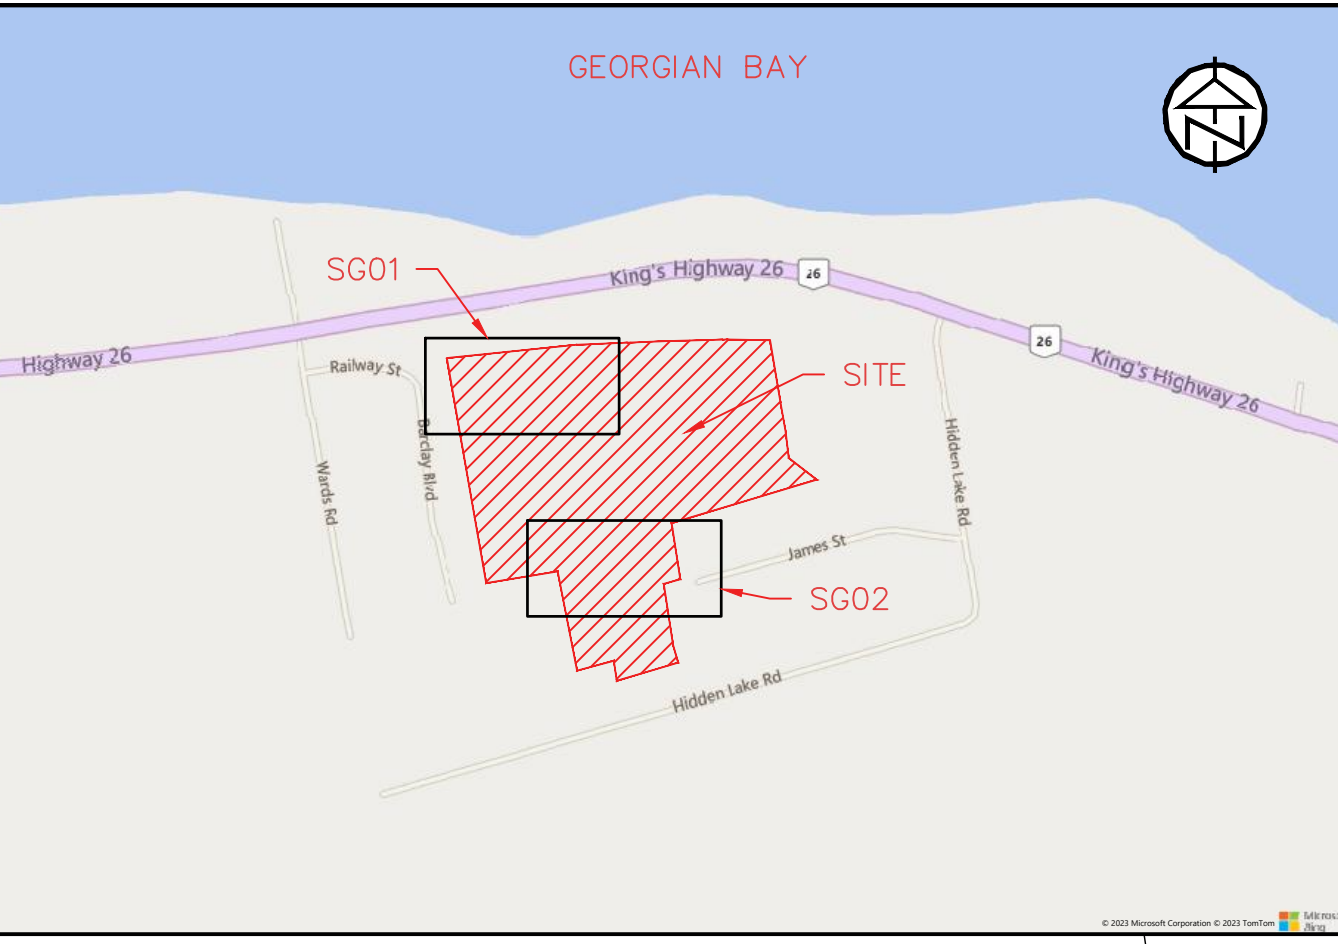 GEORGIAN BAY
N
SG01
King's Highway 26
26
Highway 26
26
King's Highway 26
Railway St
SITE
Barclay Blvd
Hidden Lake Rd
Wards Rd
James St
SG02
Hidden Lake Rd
© 2023 Microsoft Corporation © 2023 TomTom